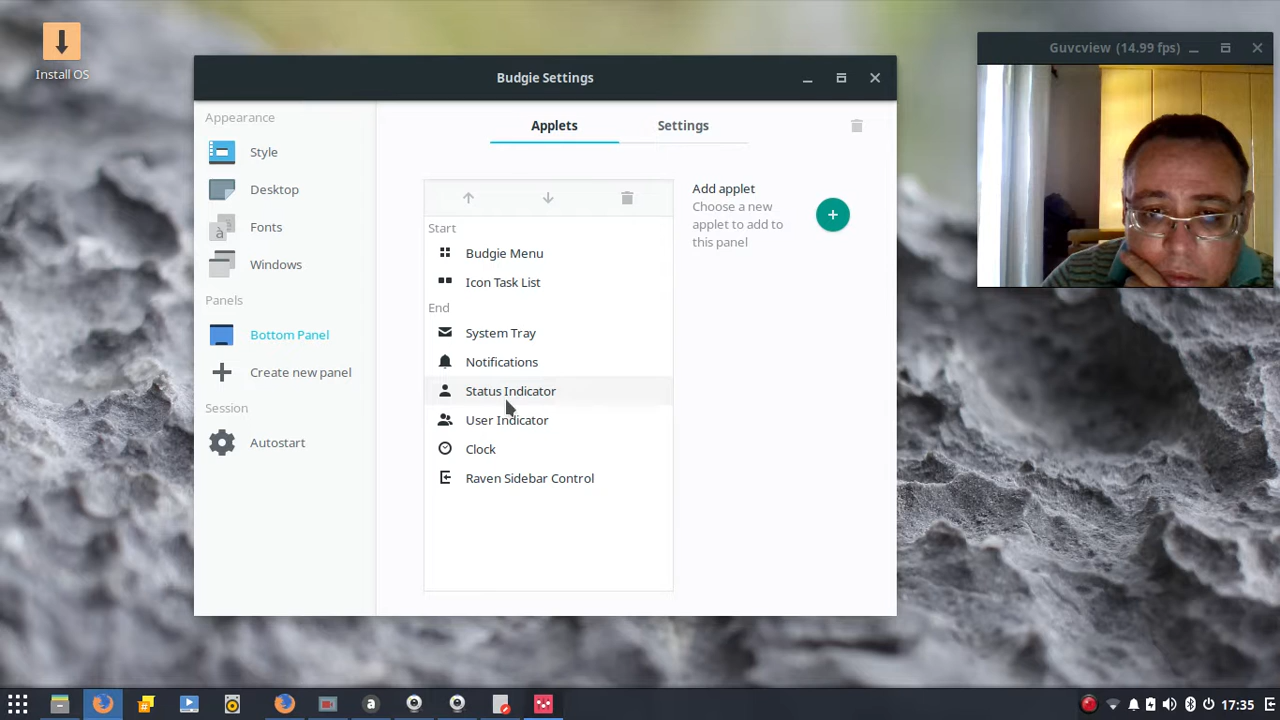 Install OS
Budgie Settings
Guvcview (14.99 fps)
Appearance
Style
Desktop
Fonts
Windows
Panels
Bottom Panel
Create new panel
Session
Autostart
Applets
Settings
Start
Budgie Menu
Icon Task List
End
System Tray
Notifications
Status Indicator
User Indicator
Clock
Raven Sidebar Control
Add applet
Choose a new
applet to add to
this panel
17:35